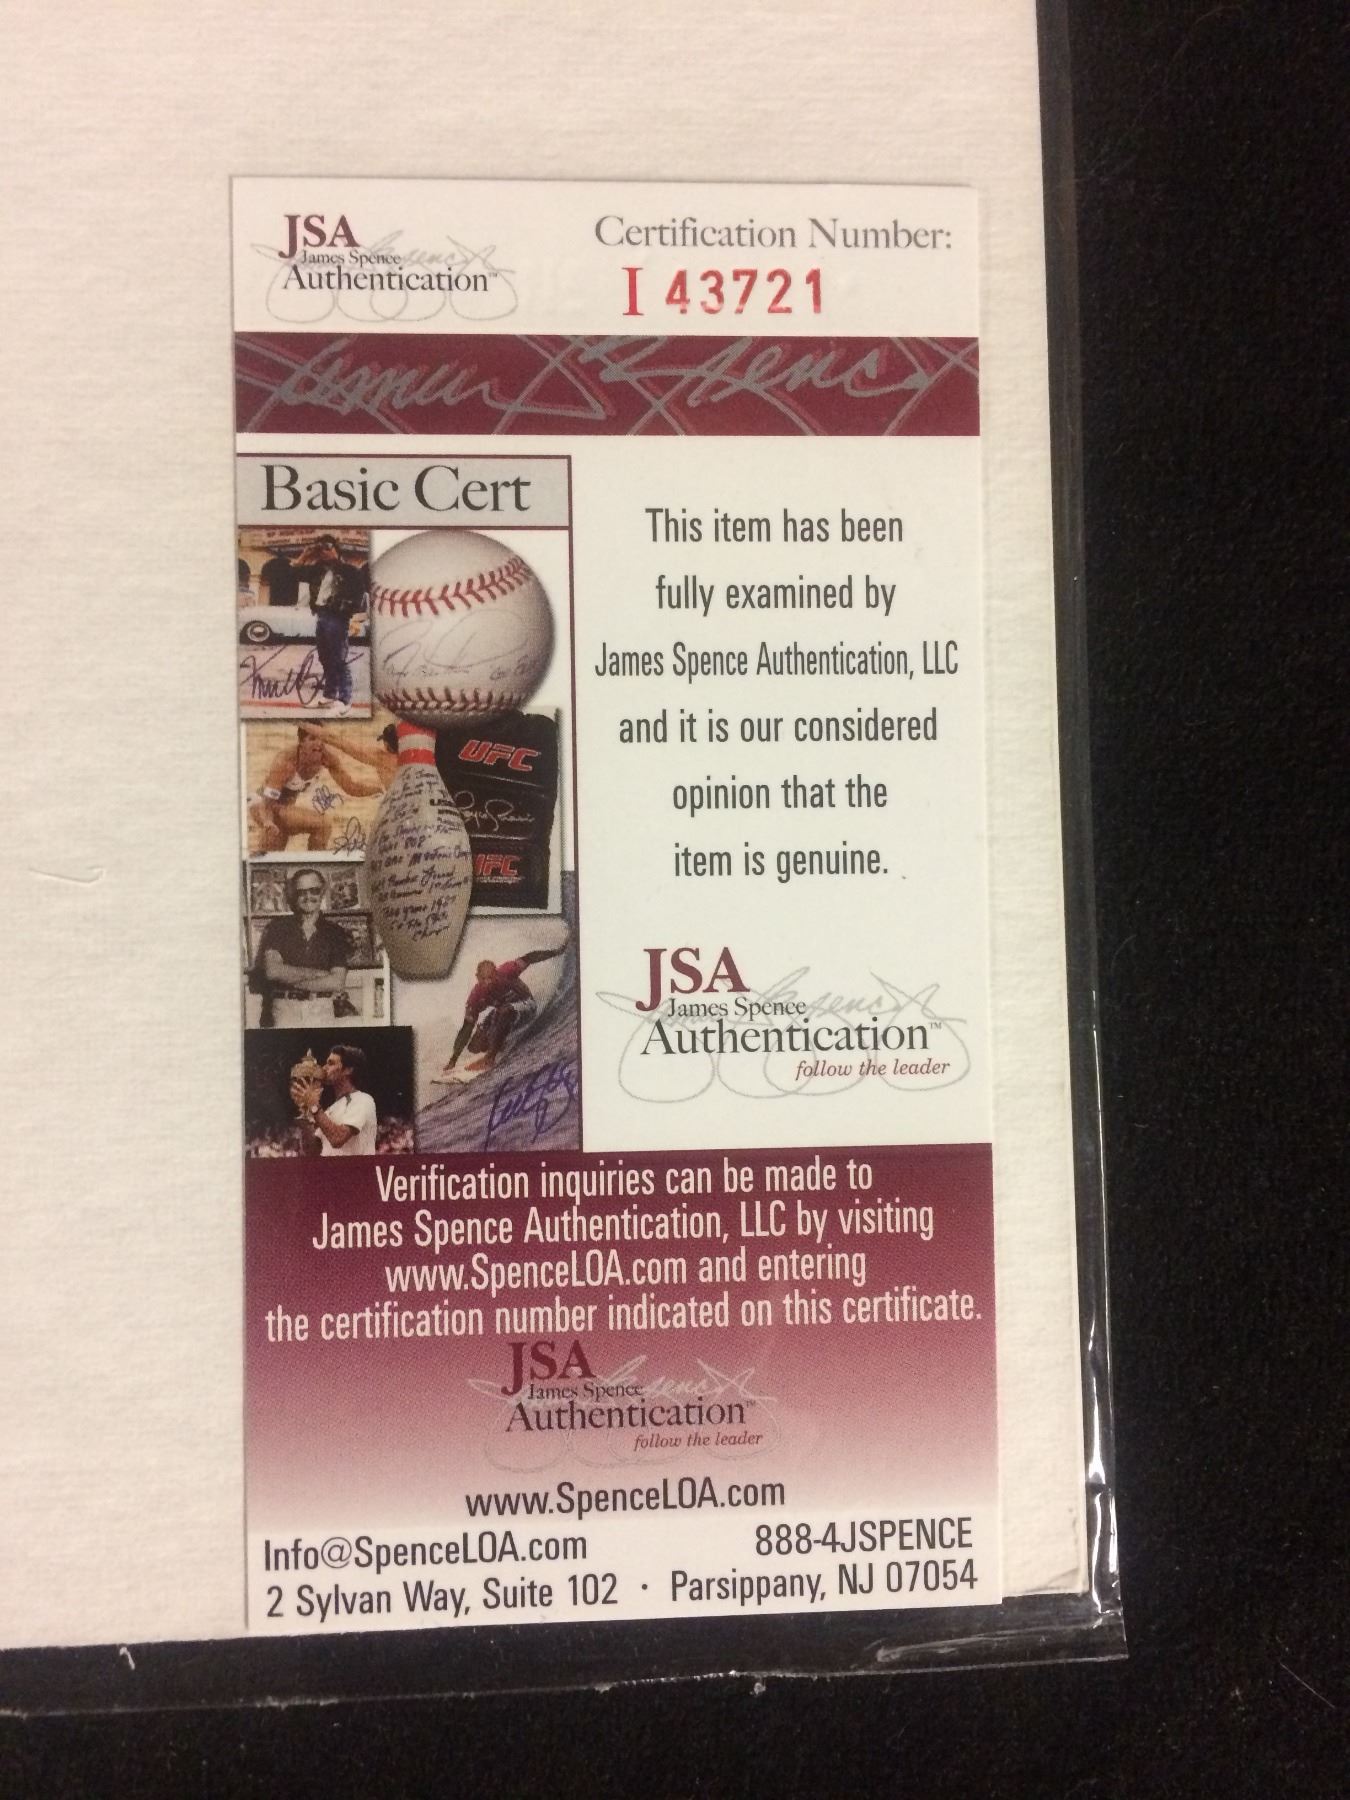 JSA
James Spence
Authentication™
Certification Number:
I 43721
Basic Cert
This item has been
fully examined by
James Spence Authentication, LLC
and it is our considered
opinion that the
item is genuine.
UFC
JSA
James Spence
Authentication™
follow the leader
Verification inquiries can be made to
James Spence Authentication, LLC by visiting
www.SpenceLOA.com and entering
the certification number indicated on this certificate.
JSA
James Spence
Authentication™
follow the leader
www.SpenceLOA.com
Info@SpenceLOA.com 888-4JSPENCE
2 Sylvan Way, Suite 102 · Parsippany, NJ 07054